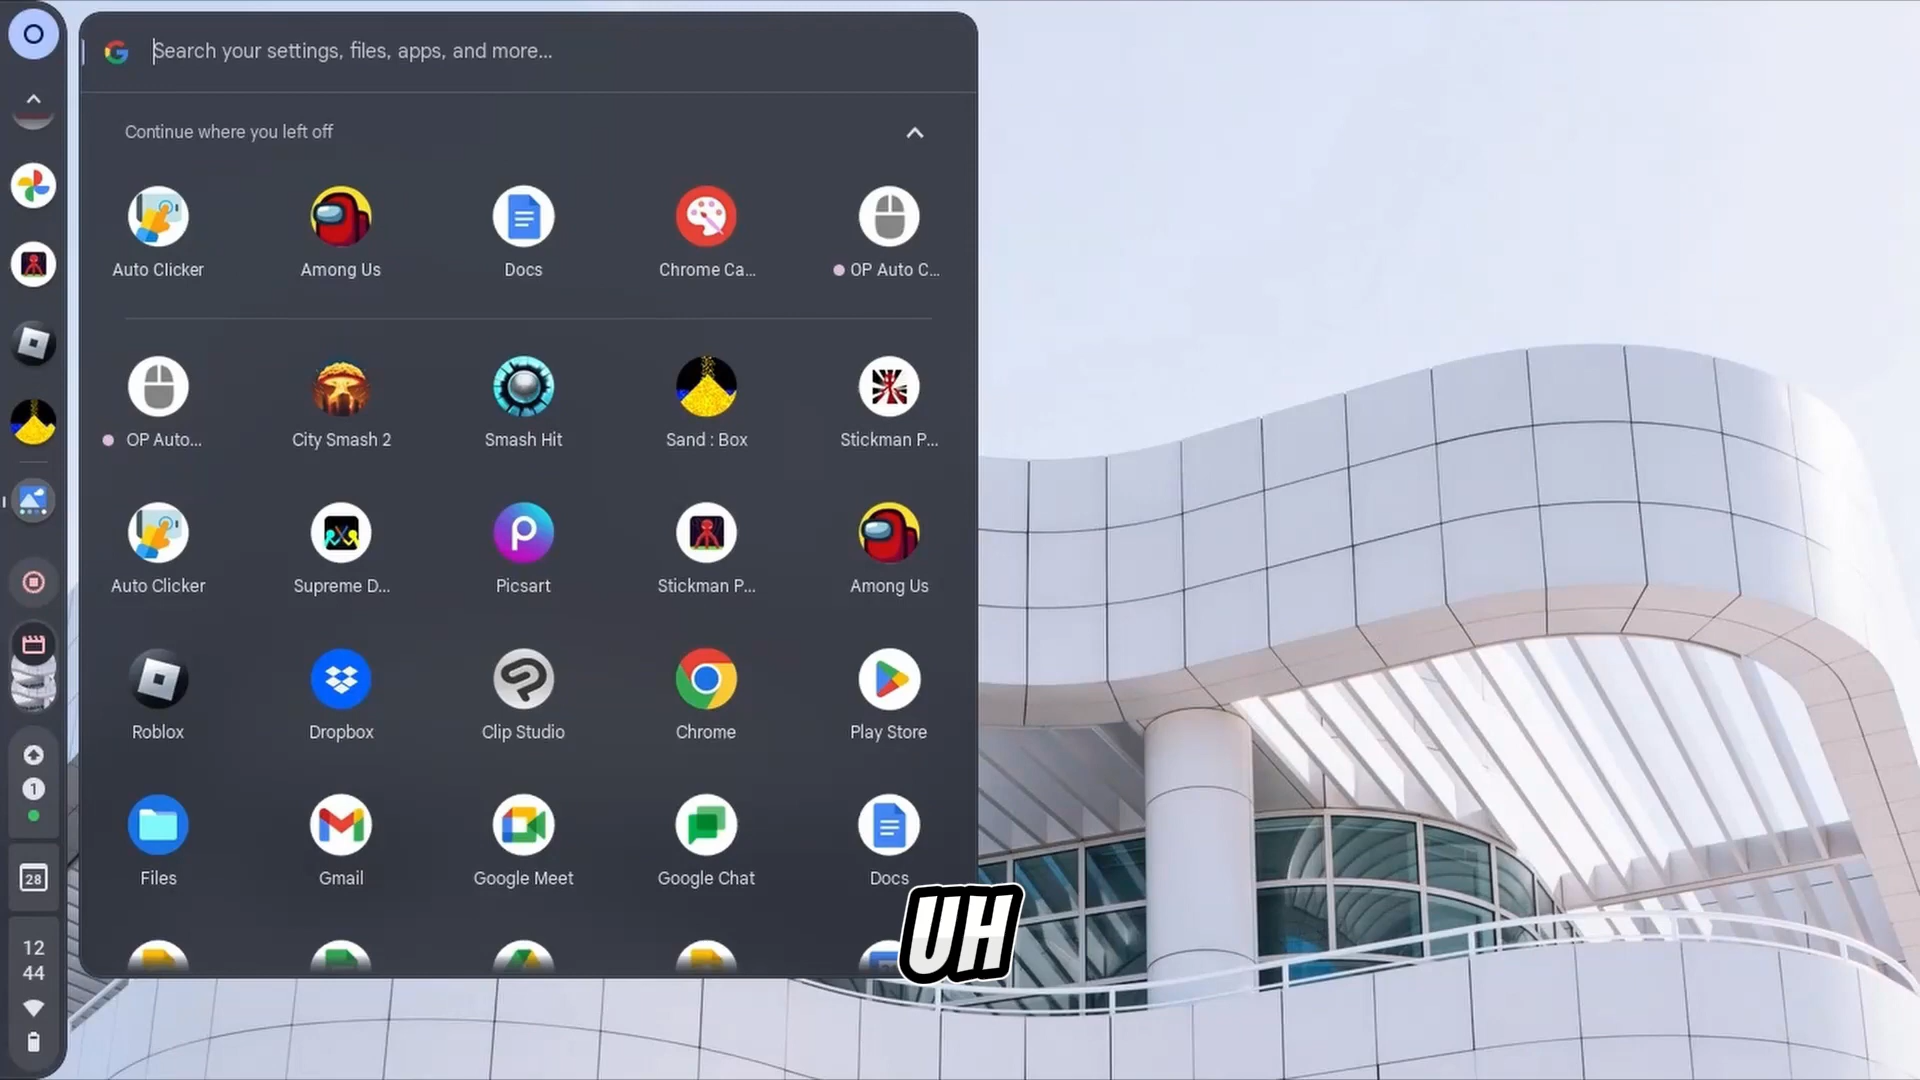 Search your settings, files, apps, and more...
Continue where you left off
Auto Clicker
Among Us
Docs
Chrome Ca...
OP Auto C...
OP Auto...
City Smash 2
Smash Hit
Sand : Box
Stickman P...
Auto Clicker
Supreme D...
Picsart
Stickman P...
Among Us
Roblox
Dropbox
Clip Studio
Chrome
Play Store
Files
Gmail
Google Meet
Google Chat
Docs
UH
1
28
12
44